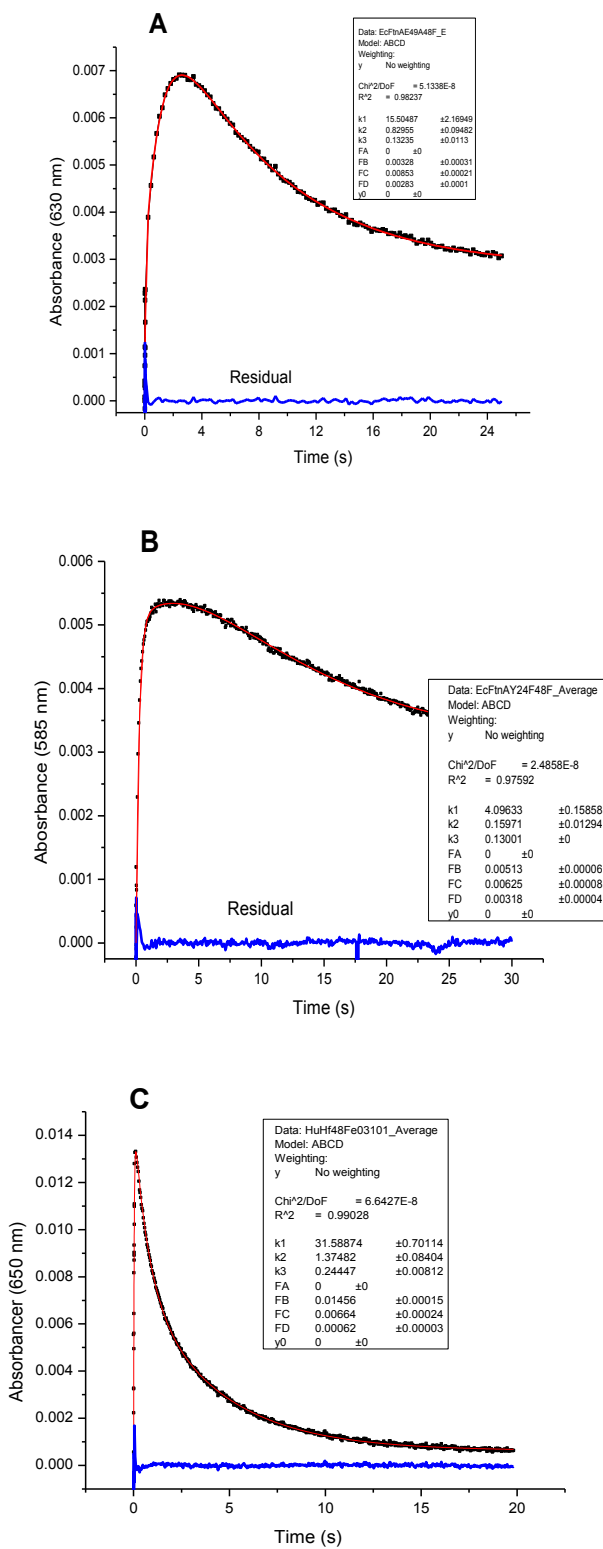 A
Data: EcFtnAE49A48F_E
Model: ABCD
Weighting:
y No weighting
Chi^2/DoF = 5.1338E-8
R^2 = 0.98237
k1 15.50487 ±2.16949
k2 0.82955 ±0.09482
k3 0.13235 ±0.0113
FA 0 ±0
FB 0.00328 ±0.00031
FC 0.00853 ±0.00021
FD 0.00283 ±0.0001
y0 0 ±0
Absorbance (630 nm)
0.007
0.006
0.005
0.004
0.003
0.002
0.001
0.000
Residual
0 4 8 12 16 20 24
Time (s)
B
Abosrbance (585 nm)
0.006
0.005
0.004
0.003
0.002
0.001
0.000
Data: EcFtnAY24F48F_Average
Model: ABCD
Weighting:
y No weighting
Chi^2/DoF = 2.4858E-8
R^2 = 0.97592
k1 4.09633 ±0.15858
k2 0.15971 ±0.01294
k3 0.13001 ±0
FA 0 ±0
FB 0.00513 ±0.00006
FC 0.00625 ±0.00008
FD 0.00318 ±0.00004
y0 0 ±0
Residual
0 5 10 15 20 25 30
Time (s)
C
Absorbancer (650 nm)
0.014
0.012
0.010
0.008
0.006
0.004
0.002
0.000
Data: HuHf48Fe03101_Average
Model: ABCD
Weighting:
y No weighting
Chi^2/DoF = 6.6427E-8
R^2 = 0.99028
k1 31.58874 ±0.70114
k2 1.37482 ±0.08404
k3 0.24447 ±0.00812
FA 0 ±0
FB 0.01456 ±0.00015
FC 0.00664 ±0.00024
FD 0.00062 ±0.00003
y0 0 ±0
0 5 10 15 20
Time (s)